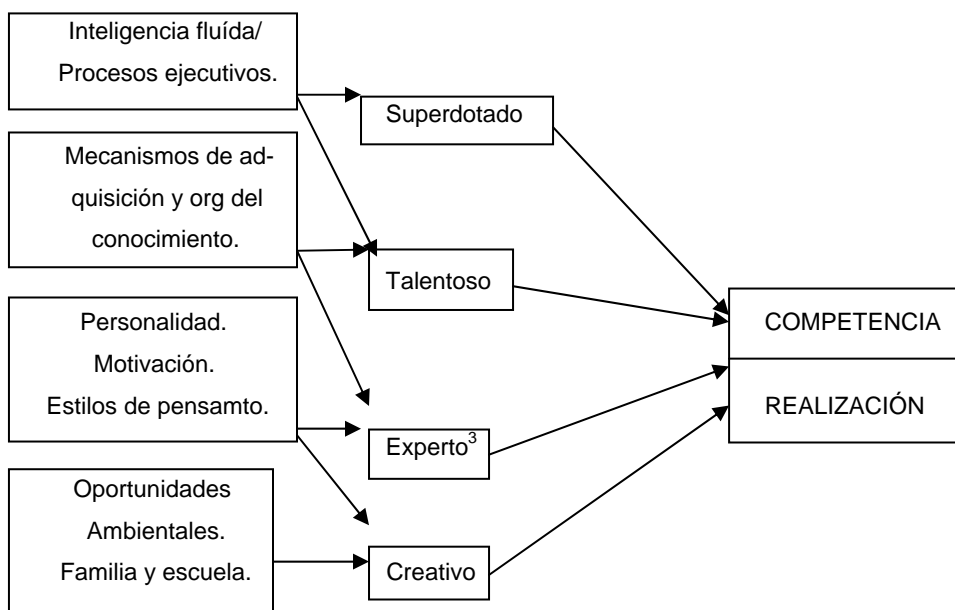 Inteligencia fluída/
Procesos ejecutivos.
Superdotado
Mecanismos de ad-
quisición y org del
conocimiento.
Talentoso
Personalidad.
Motivación.
Estilos de pensamto.
Experto³
Oportunidades
Ambientales.
Familia y escuela.
Creativo
COMPETENCIA
REALIZACIÓN